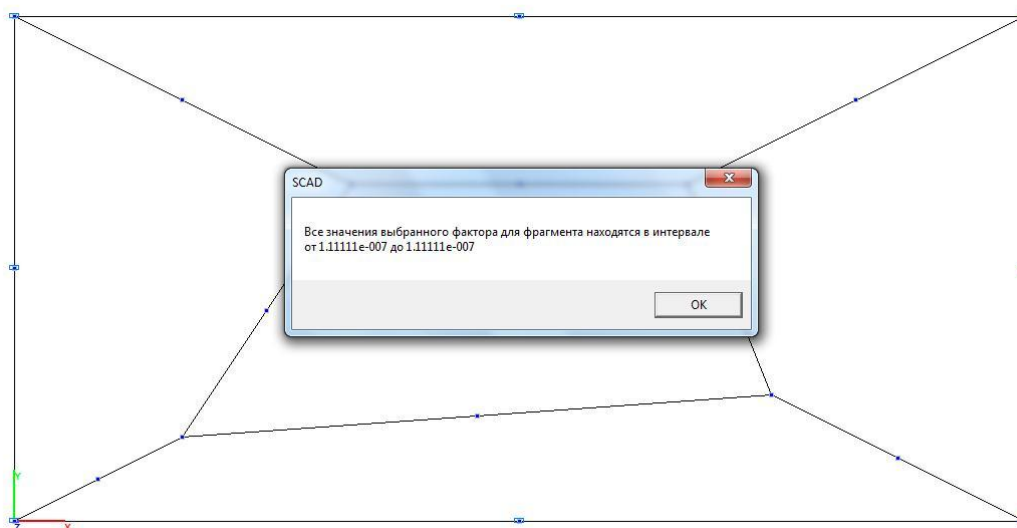 SCAD
Все значения выбранного фактора для фрагмента находятся в интервале
от 1.11111e-007 до 1.11111e-007
OK
Y
Z
X